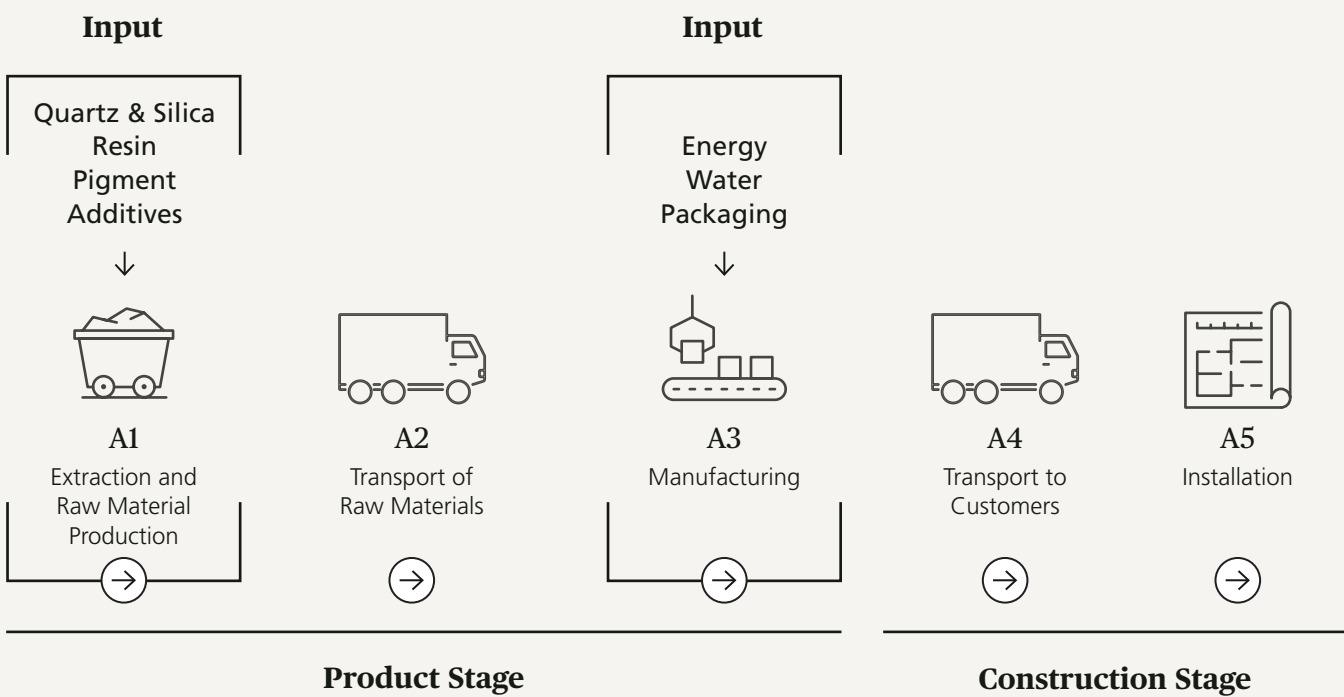 Input
Quartz & Silica
Resin
Pigment
Additives
A1
Extraction and
Raw Material
Production
A2
Transport of
Raw Materials
Input
Energy
Water
Packaging
A3
Manufacturing
Product Stage
A4
Transport to
Customers
A5
Installation
Construction Stage